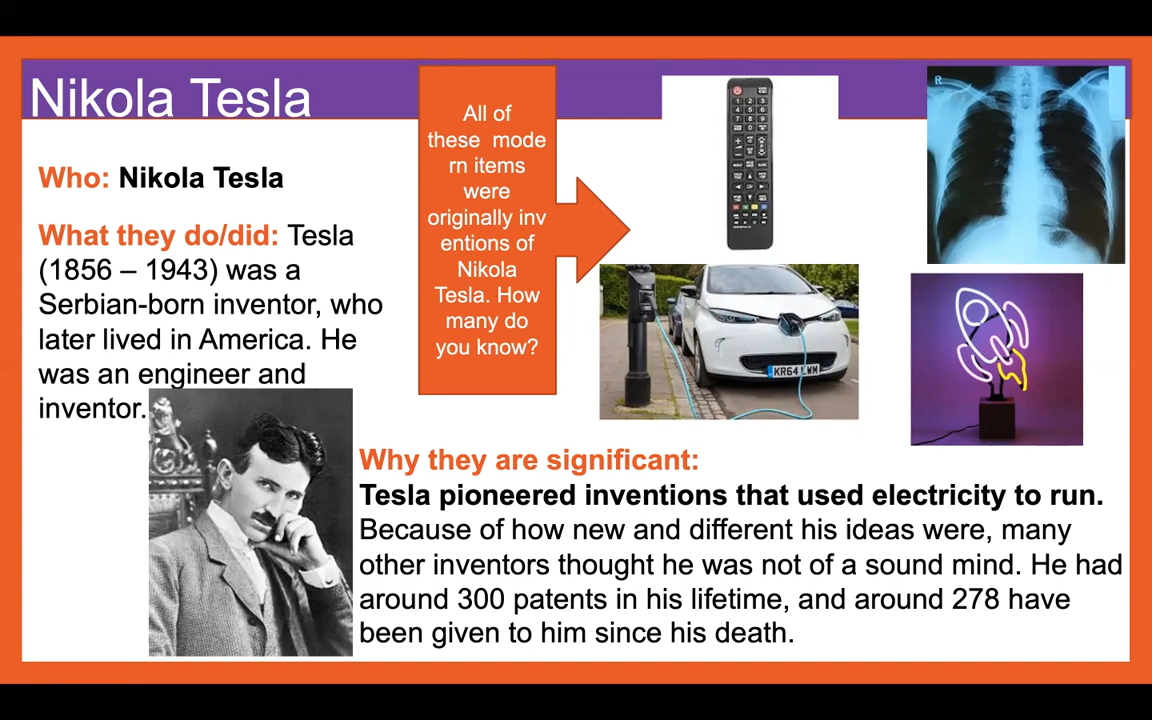 Nikola Tesla
Who: Nikola Tesla
What they do/did: Tesla
(1856 – 1943) was a
Serbian-born inventor, who
later lived in America. He
was an engineer and
inventor.
All of
these mode
rn items
were
originally inv
entions of
Nikola
Tesla. How
many do
you know?
R
KR64 LWM
Why they are significant:
Tesla pioneered inventions that used electricity to run.
Because of how new and different his ideas were, many
other inventors thought he was not of a sound mind. He had
around 300 patents in his lifetime, and around 278 have
been given to him since his death.